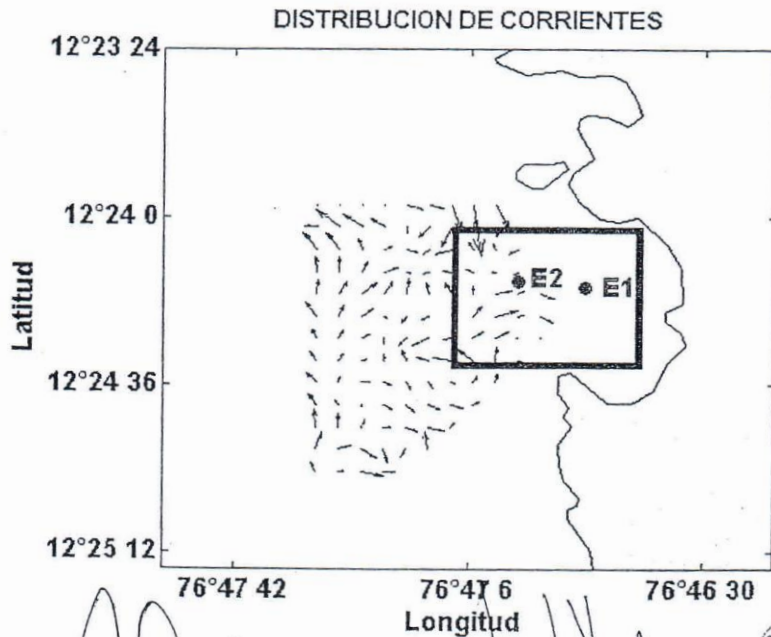 DISTRIBUCION DE CORRIENTES
12°23 24
12°24 0
12°24 36
12°25 12
Latitud
E2
E1
76°47 42
76°47 6
76°46 30
Longitud